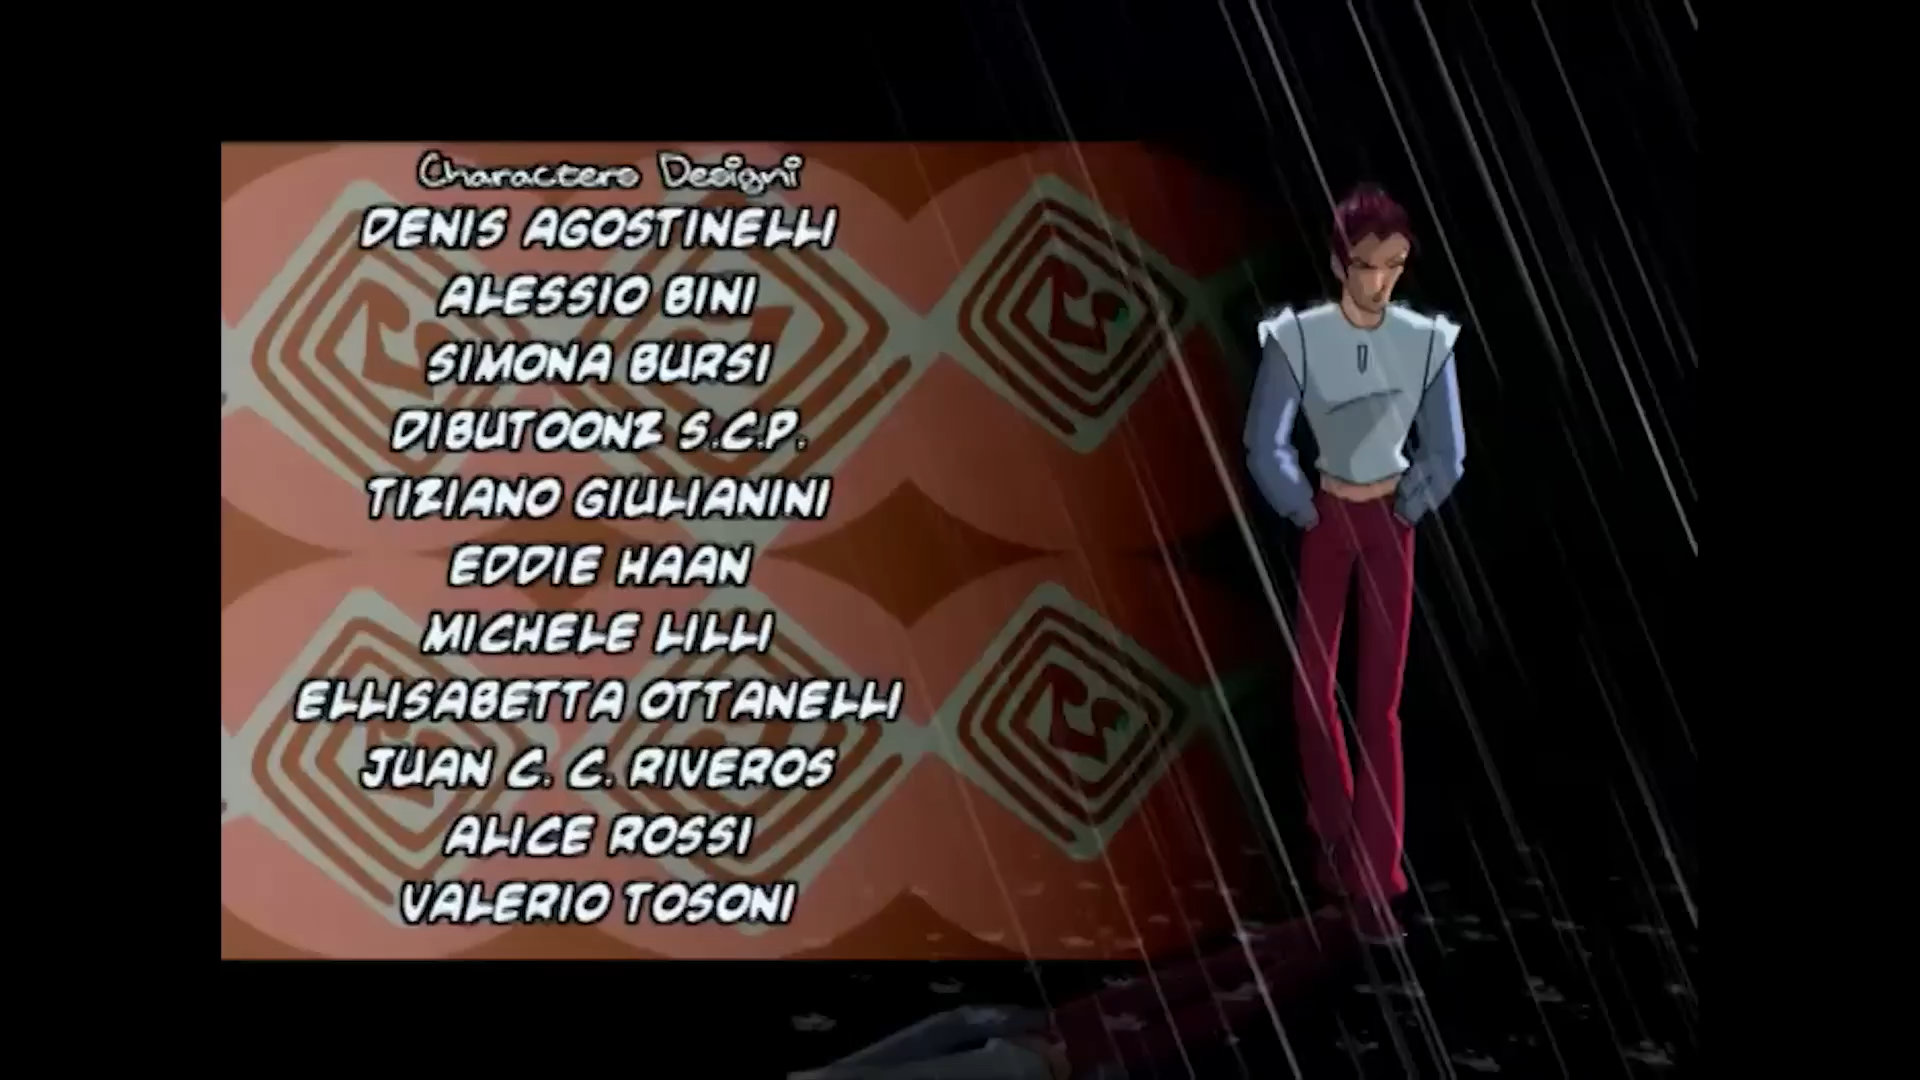 Characters Designi
DENIS AGOSTINELLI
ALESSIO BINI
SIMONA BURSI
DIBUTOONZ S.C.P.
TIZIANO GIULIANINI
EDDIE HAAN
MICHELE LILLI
ELLISABETTA OTTANELLI
JUAN C. C. RIVEROS
ALICE ROSSI
VALERIO TOSONI